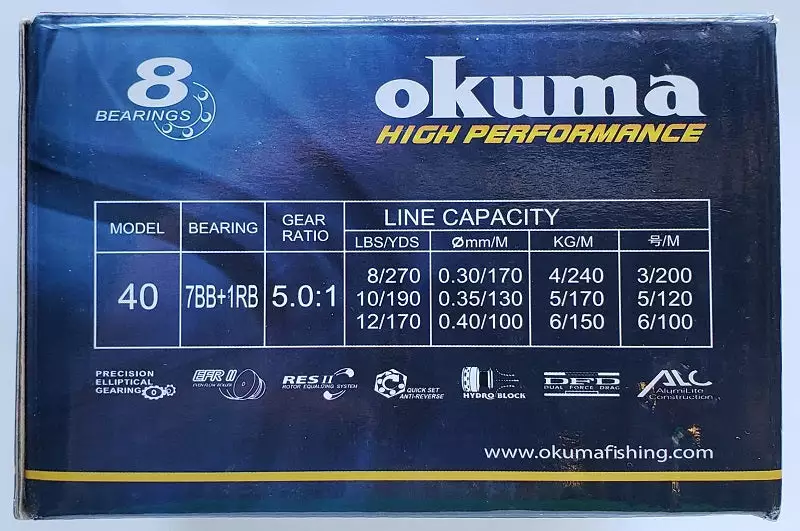 8
BEARINGS
okuma
HIGH PERFORMANCE
MODEL BEARING GEAR RATIO LINE CAPACITY
LBS/YDS Ømm/M KG/M 号/M
40 7BB+1RB 5.0:1
8/270 0.30/170 4/240 3/200
10/190 0.35/130 5/170 5/120
12/170 0.40/100 6/150 6/100
PRECISION
ELLIPTICAL
GEARING
EFR II
EVEN FLOW ROLLER
RES II
ROTOR EQUALIZING SYSTEM
QUICK SET
ANTI-REVERSE
HYDRO BLOCK
DFD
DUAL FORCE DRAG
ALC
AlumiLite
Construction
www.okumafishing.com